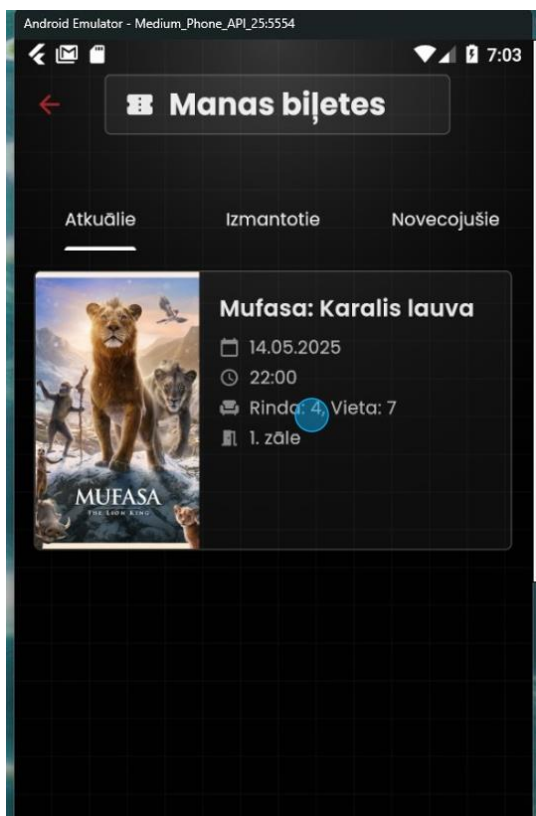 Android Emulator - Medium_Phone_API_25:5554
7:03
Manas biļetes
Atkuālie Izmantotie Novecojušie
Mufasa: Karalis lauva
14.05.2025
22:00
Rinda: 4, Vieta: 7
1. zāle
MUFASA
THE LION KING